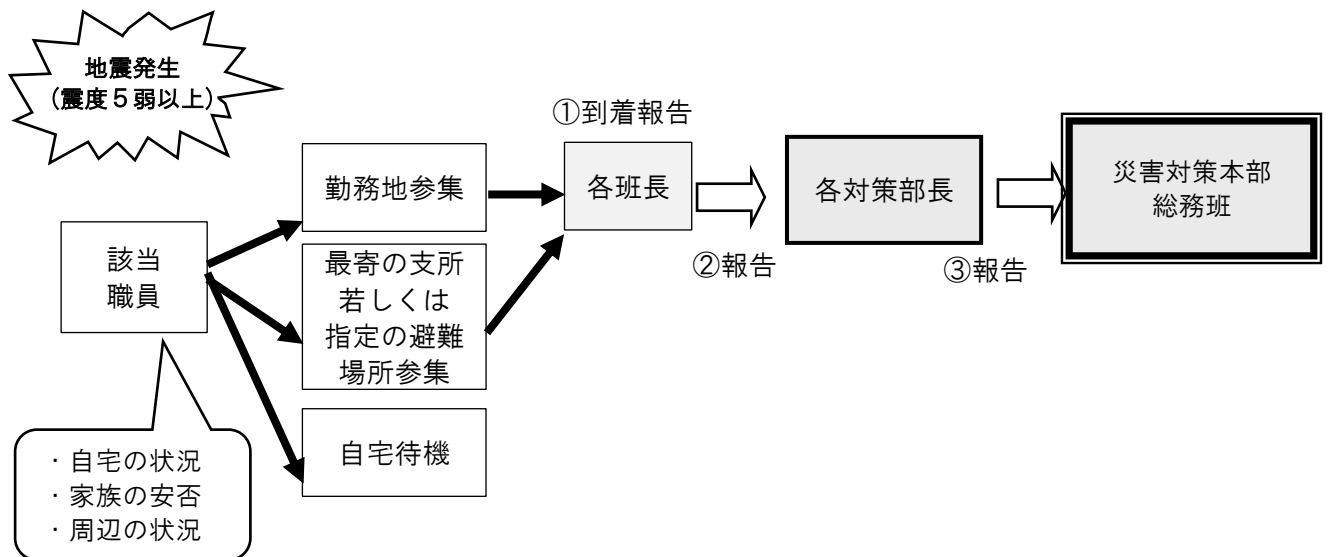 地震発生
(震度５弱以上)
①到着報告
勤務地参集
各班長
各対策部長
災害対策本部
総務班
該当
職員
最寄の支所
若しくは
指定の避難
場所参集
②報告
③報告
自宅待機
・自宅の状況
・家族の安否
・周辺の状況